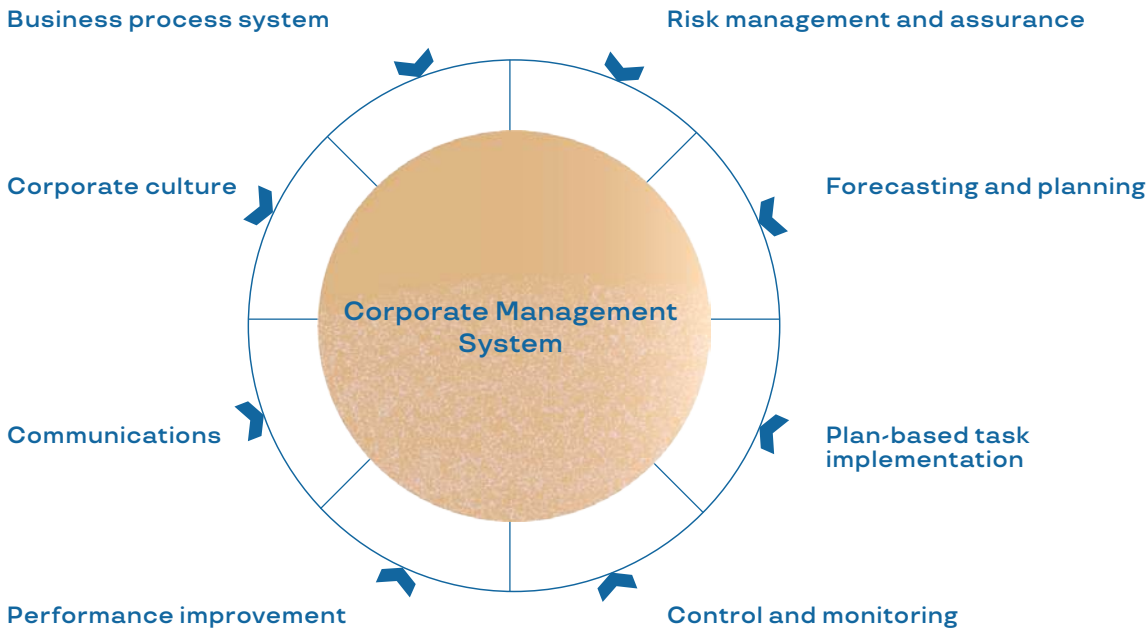 Business process system
Risk management and assurance
Corporate culture
Forecasting and planning
Corporate Management
System
Communications
Plan-based task
implementation
Performance improvement
Control and monitoring